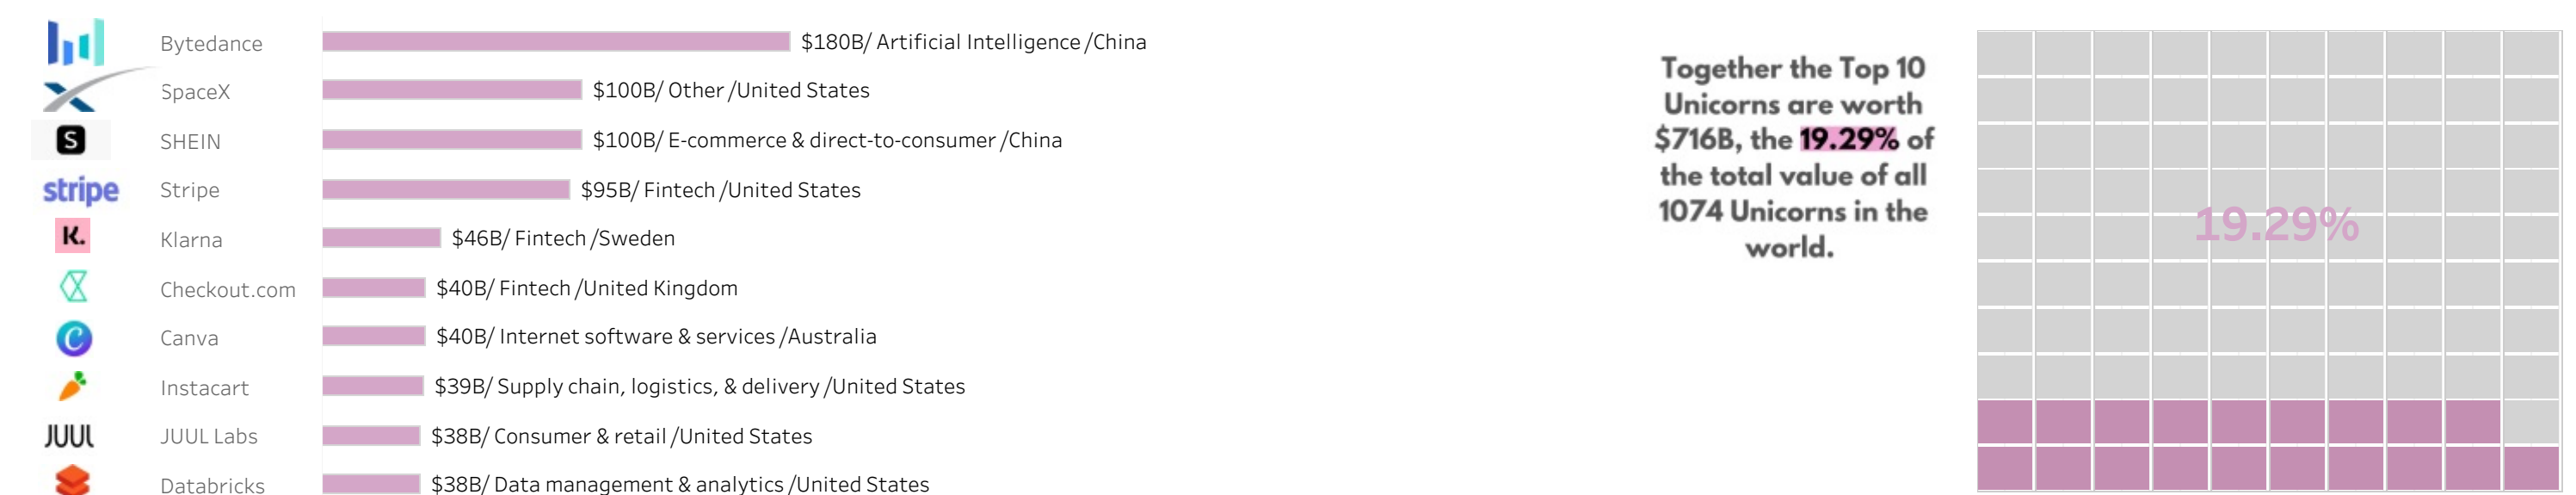 Bytedance $180B/ Artificial Intelligence /China
SpaceX $100B/ Other /United States
S SHEIN $100B/ E-commerce & direct-to-consumer /China
stripe Stripe $95B/ Fintech /United States
K. Klarna $46B/ Fintech /Sweden
Checkout.com $40B/ Fintech /United Kingdom
C Canva $40B/ Internet software & services /Australia
Instacart $39B/ Supply chain, logistics, & delivery /United States
JUUL JUUL Labs $38B/ Consumer & retail /United States
Databricks $38B/ Data management & analytics /United States
Together the Top 10
Unicorns are worth
$716B, the 19.29% of
the total value of all
1074 Unicorns in the
world.
19.29%